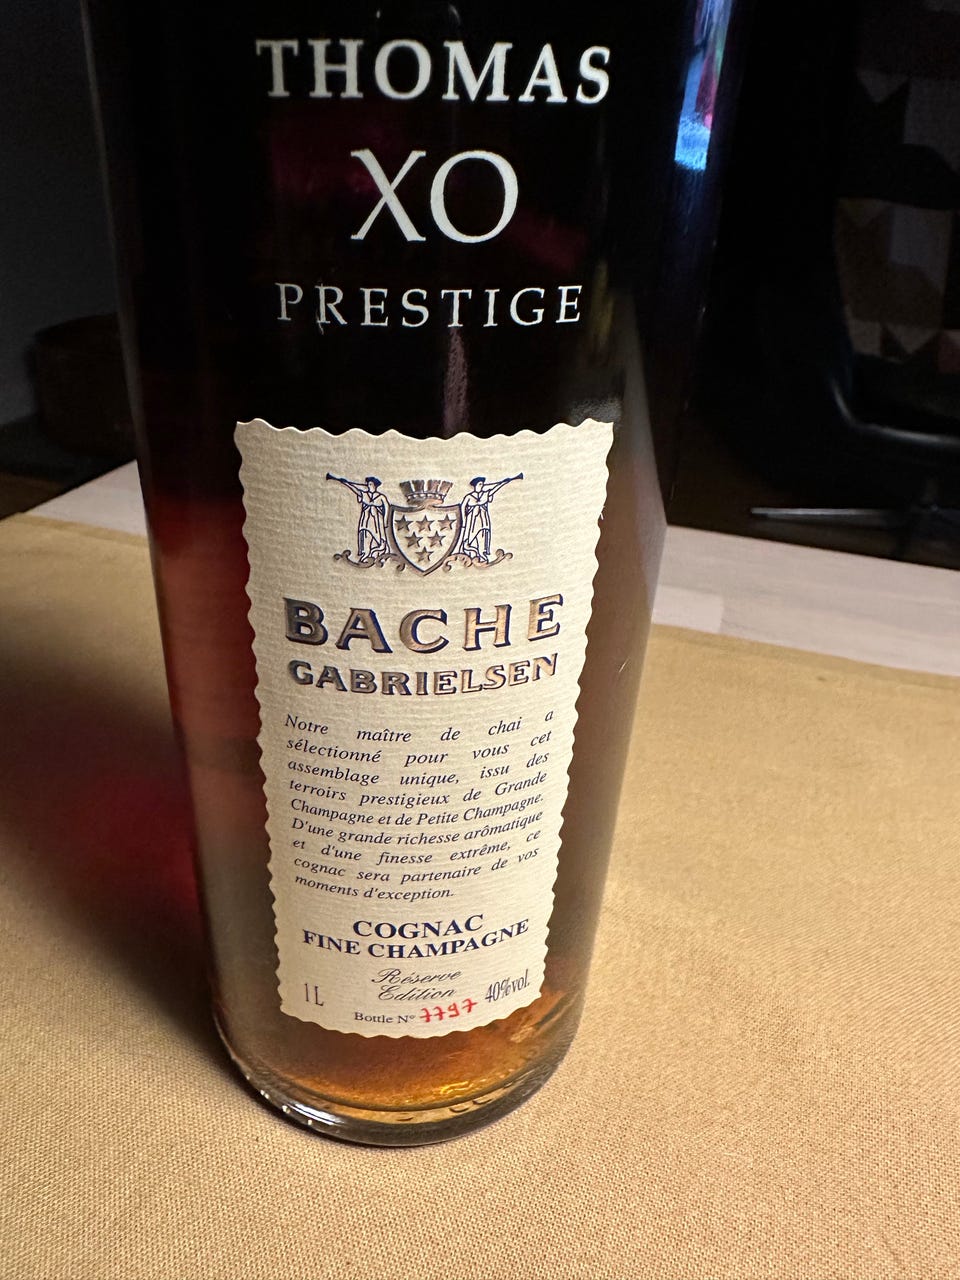 THOMAS
XO
PRESTIGE
BACHE
GABRIELSEN
Notre maître de chai a
sélectionné pour vous cet
assemblage unique, issu des
terroirs prestigieux de Grande
Champagne et de Petite Champagne.
D'une grande richesse arômatique
et d'une finesse extrême, ce
cognac sera partenaire de vos
moments d'exception.
COGNAC
FINE CHAMPAGNE
Réserve
Edition
1 L 40%vol.
Bottle N° 7797